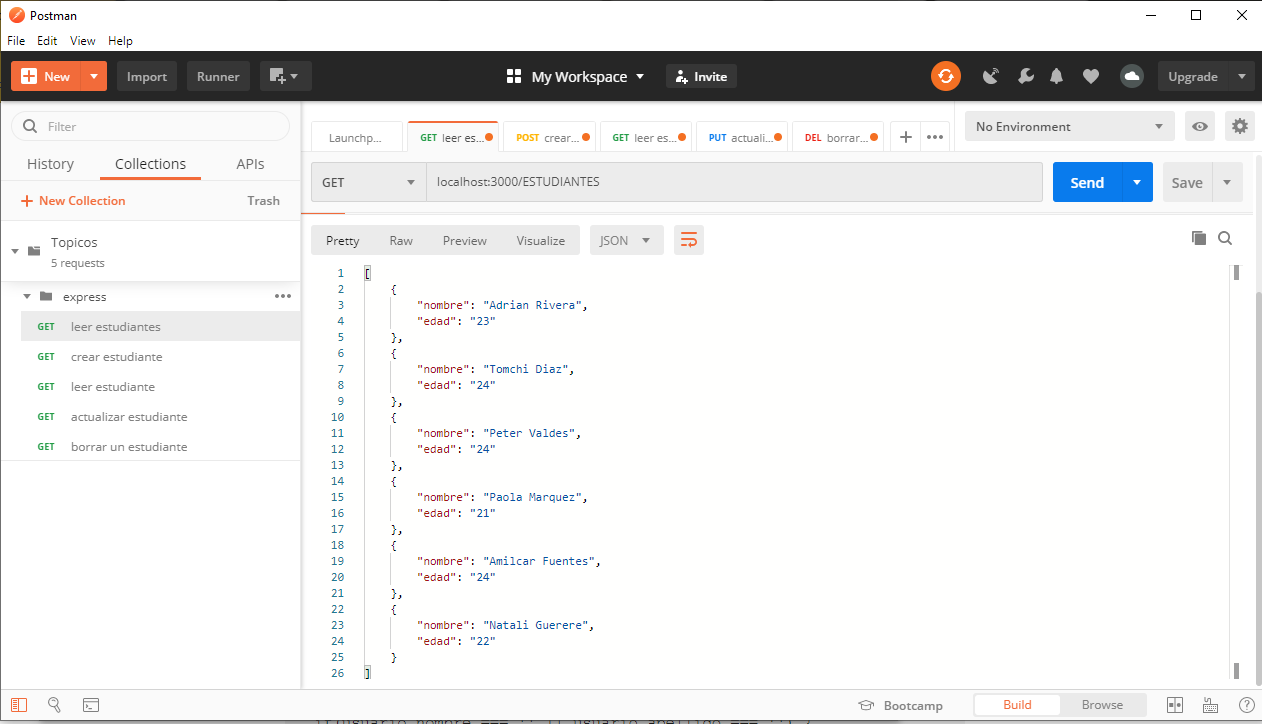 Postman
File Edit View Help
New Import Runner My Workspace Invite Upgrade
Filter
History Collections APIs
New Collection Trash
Topicos
5 requests
express
GET leer estudiantes
GET crear estudiante
GET leer estudiante
GET actualizar estudiante
GET borrar un estudiante
Launchp... GET leer es... POST crear... GET leer es... PUT actuali... DEL borrar... No Environment
GET localhost:3000/ESTUDIANTES Send Save
Pretty Raw Preview Visualize JSON
1 [
2 {
3 "nombre": "Adrian Rivera",
4 "edad": "23"
5 },
6 {
7 "nombre": "Tomchi Diaz",
8 "edad": "24"
9 },
10 {
11 "nombre": "Peter Valdes",
12 "edad": "24"
13 },
14 {
15 "nombre": "Paola Marquez",
16 "edad": "21"
17 },
18 {
19 "nombre": "Amilcar Fuentes",
20 "edad": "24"
21 },
22 {
23 "nombre": "Natali Guerere",
24 "edad": "22"
25 }
26 ]
Bootcamp Build Browse